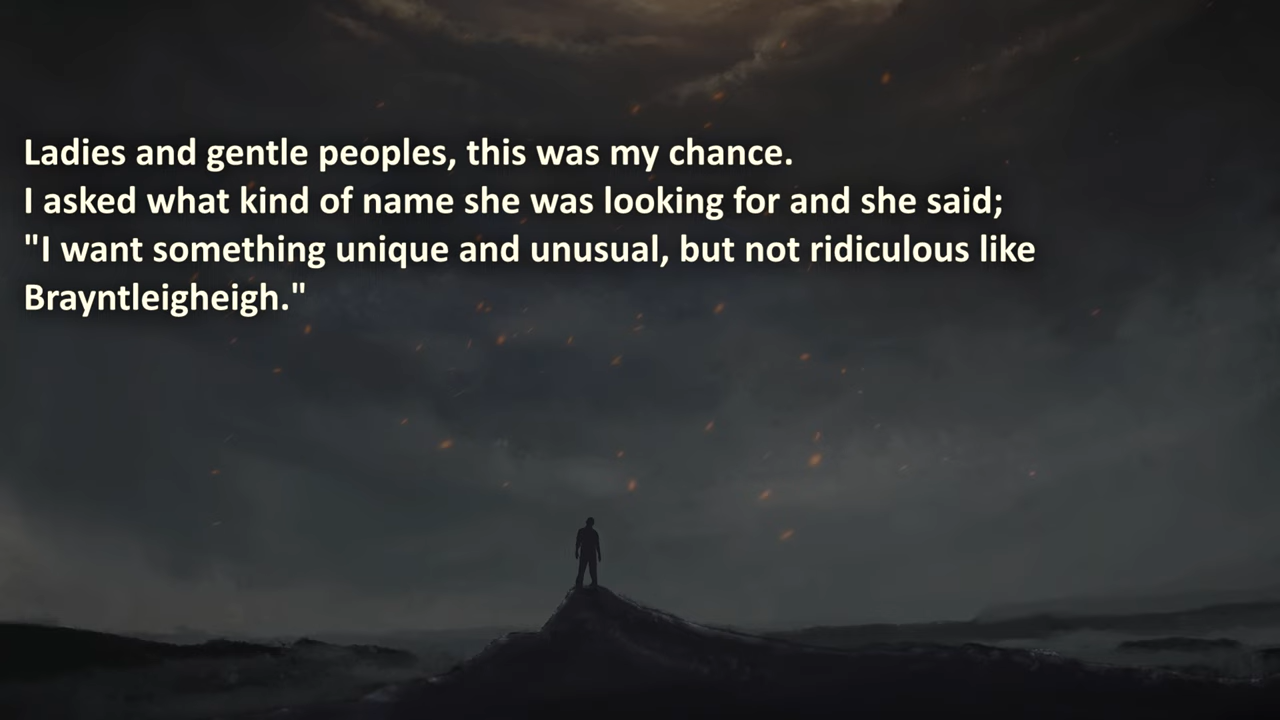 Ladies and gentle peoples, this was my chance.
I asked what kind of name she was looking for and she said;
"I want something unique and unusual, but not ridiculous like
Brayntleigheigh."